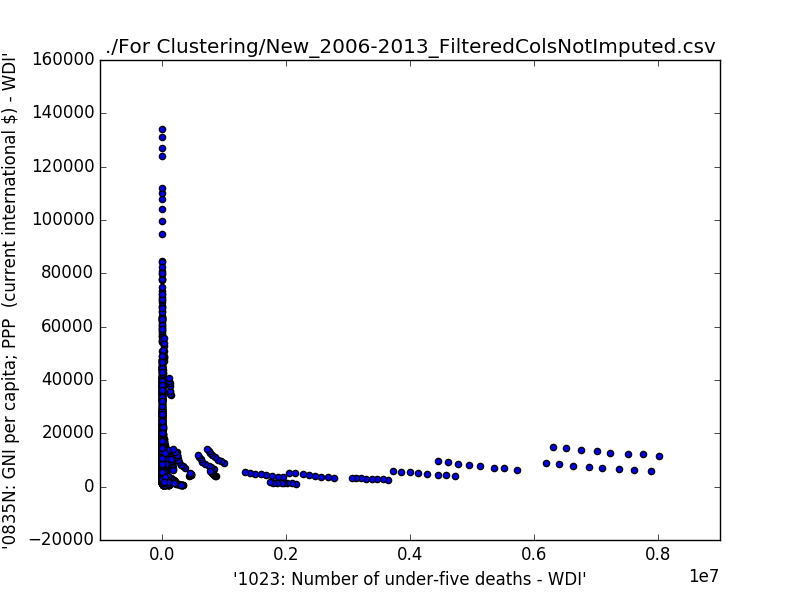 ./For Clustering/New_2006-2013_FilteredColsNotImputed.csv
160000
140000
120000
100000
80000
60000
40000
20000
0
−20000
'0835N: GNI per capita; PPP  (current international $) - WDI'
0.0 0.2 0.4 0.6 0.8
1e7
'1023: Number of under-five deaths - WDI'